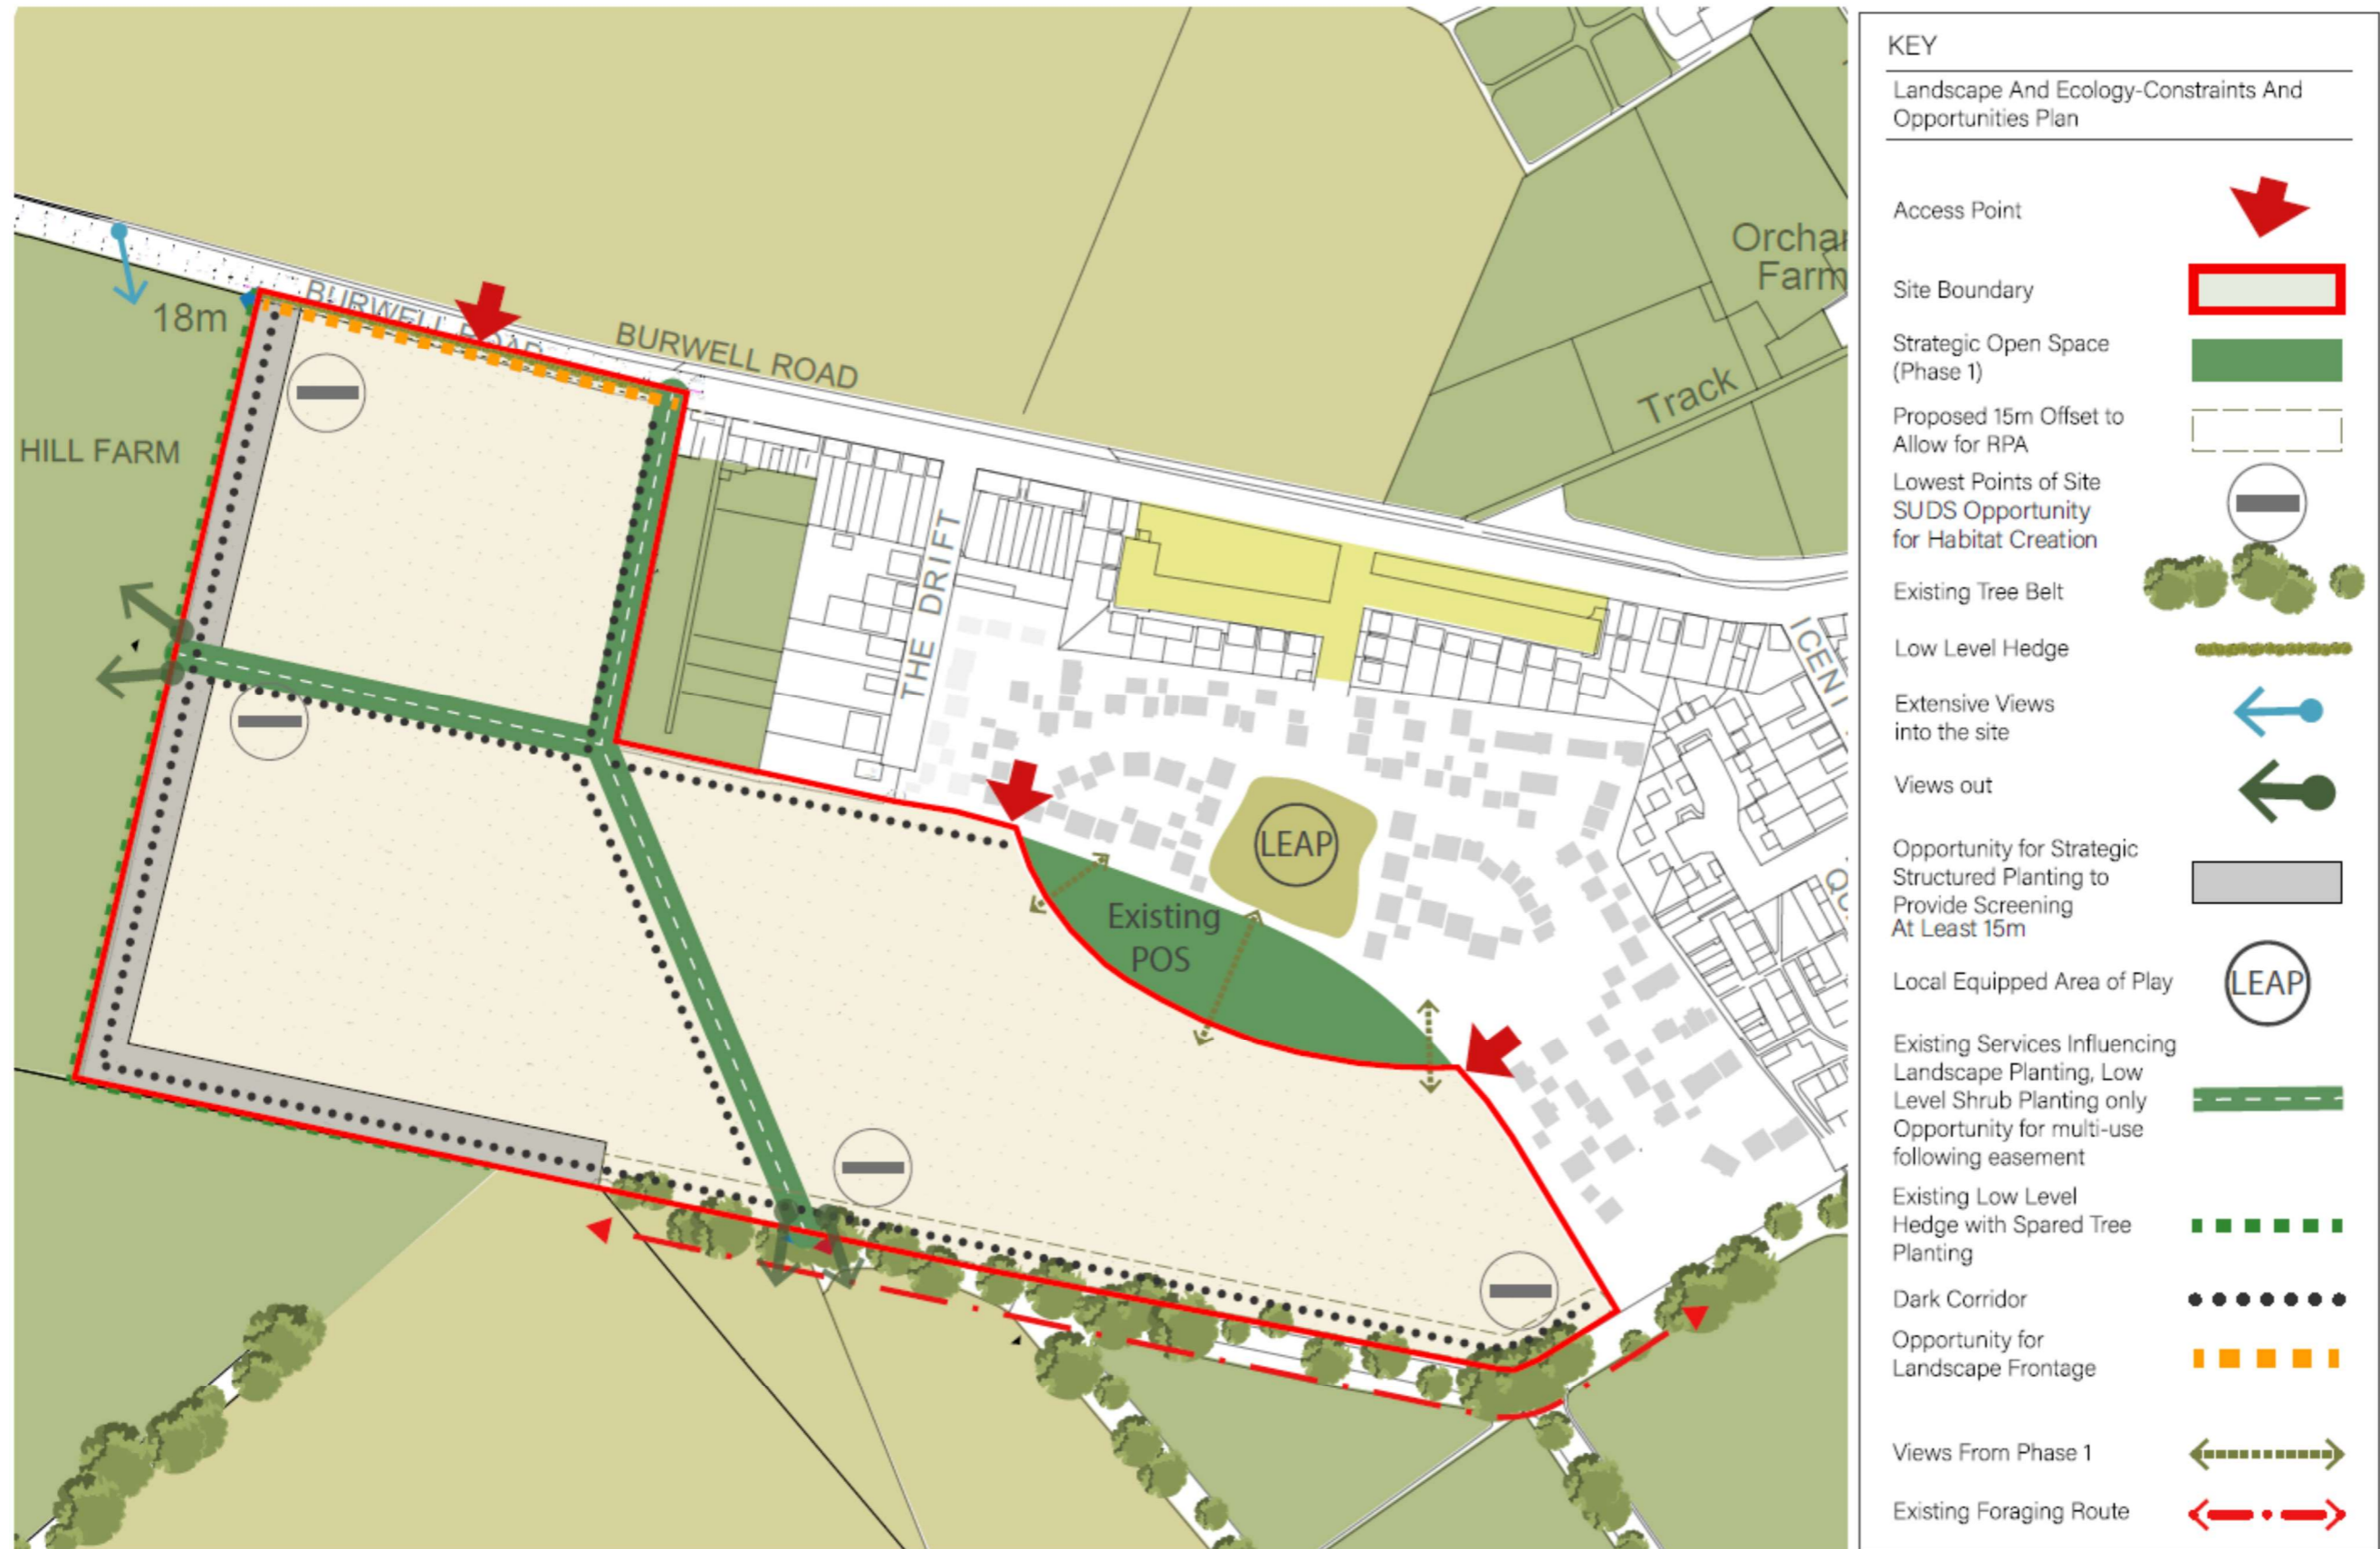 BURWELL ROAD
BURWELL ROAD
18m
HILL FARM
THE DRIFT
Track
Farm
ICENI
LEAP
Existing
POS
KEY
Landscape And Ecology-Constraints And
Opportunities Plan
Access Point
Site Boundary
Strategic Open Space
(Phase 1)
Proposed 15m Offset to
Allow for RPA
Lowest Points of Site
SUDS Opportunity
for Habitat Creation
Existing Tree Belt
Low Level Hedge
Extensive Views
into the site
Views out
Opportunity for Strategic
Structured Planting to
Provide Screening
At Least 15m
Local Equipped Area of Play
LEAP
Existing Services Influencing
Landscape Planting, Low
Level Shrub Planting only
Opportunity for multi-use
following easement
Existing Low Level
Hedge with Spared Tree
Planting
Dark Corridor
Opportunity for
Landscape Frontage
Views From Phase 1
Existing Foraging Route